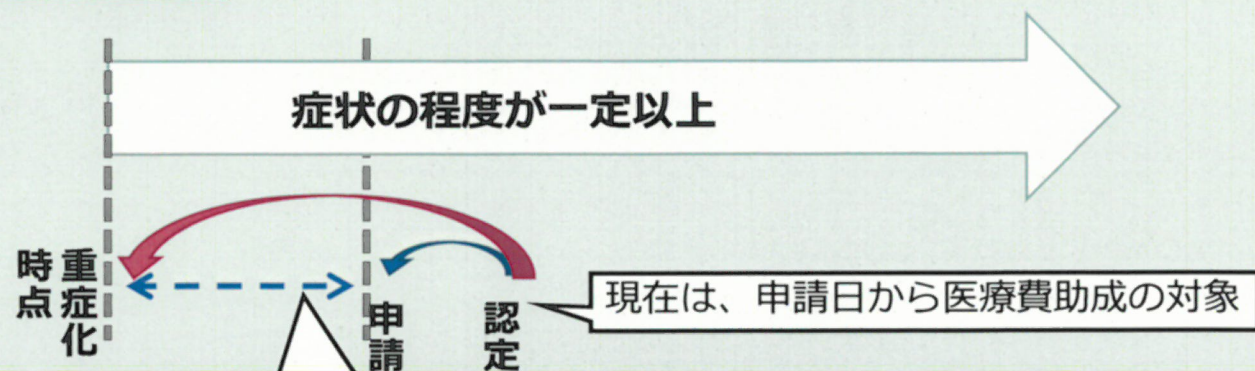 症状の程度が一定以上
重症化
時点
申請
認定
現在は、申請日から医療費助成の対象